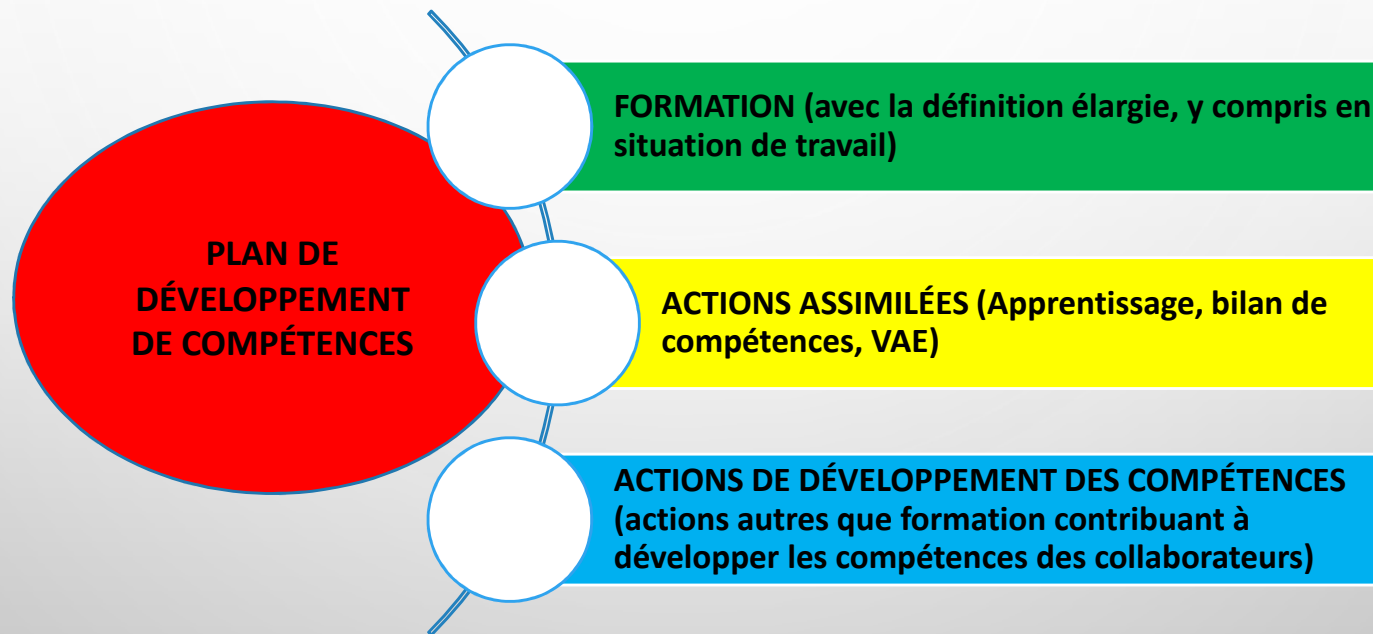 PLAN DE
DÉVELOPPEMENT
DE COMPÉTENCES
FORMATION (avec la définition élargie, y compris en
situation de travail)
ACTIONS ASSIMILÉES (Apprentissage, bilan de
compétences, VAE)
ACTIONS DE DÉVELOPPEMENT DES COMPÉTENCES
(actions autres que formation contribuant à
développer les compétences des collaborateurs)